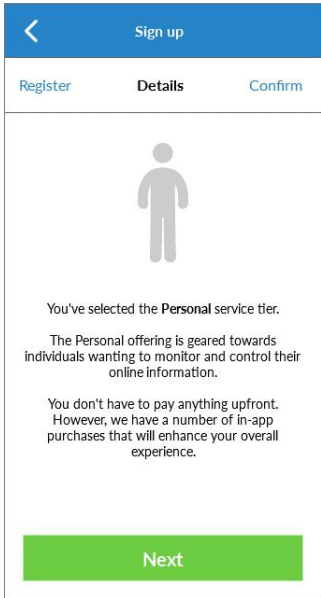 Sign up
Register Details Confirm
You've selected the Personal service tier.
The Personal offering is geared towards
individuals wanting to monitor and control their
online information.
You don't have to pay anything upfront.
However, we have a number of in-app
purchases that will enhance your overall
experience.
Next